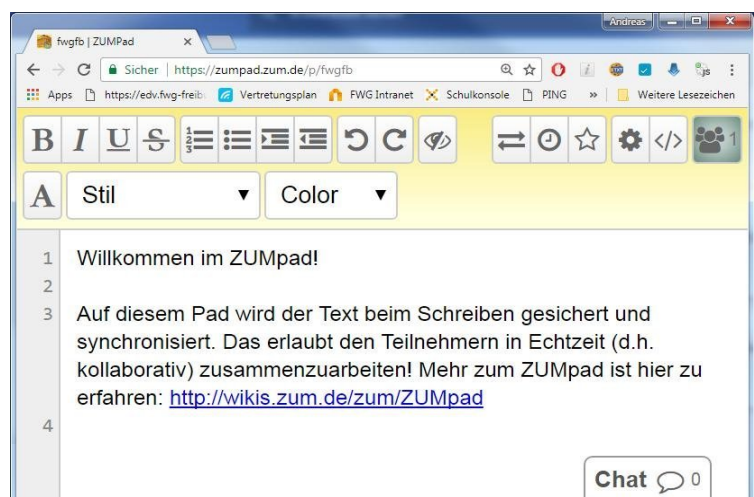 Andreas
fwgfb | ZUMPad
Sicher | https://zumpad.zum.de/p/fwgfb
Apps https://edv.fwg-freib Vertretungsplan FWG Intranet Schulkonsole PING » Weitere Lesezeichen
B I U S 1
A Stil Color
1 Willkommen im ZUMpad!
2
3 Auf diesem Pad wird der Text beim Schreiben gesichert und
synchronisiert. Das erlaubt den Teilnehmern in Echtzeit (d.h.
kollaborativ) zusammenzuarbeiten! Mehr zum ZUMpad ist hier zu
erfahren: http://wikis.zum.de/zum/ZUMpad
4
Chat 0